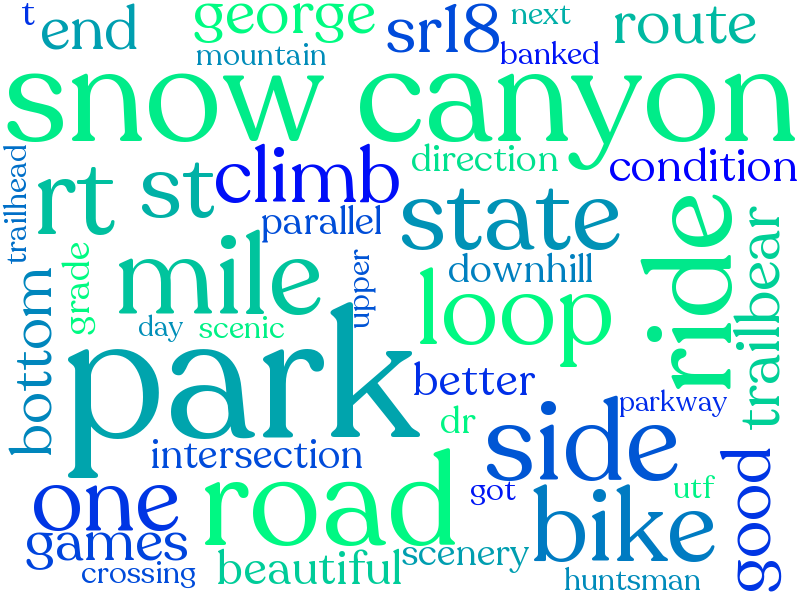 t
end
george
srl8
next
route
mountain
banked
snow canyon
trailhead
rt
st
climb
direction
condition
parallel
state
ride
trailbear
grade
mile
upper
downhill
loop
bottom
day
scenic
park
better
parkway
dr
side
intersection
one
road
got
utf
good
games
bike
crossing
beautiful
scenery
huntsman